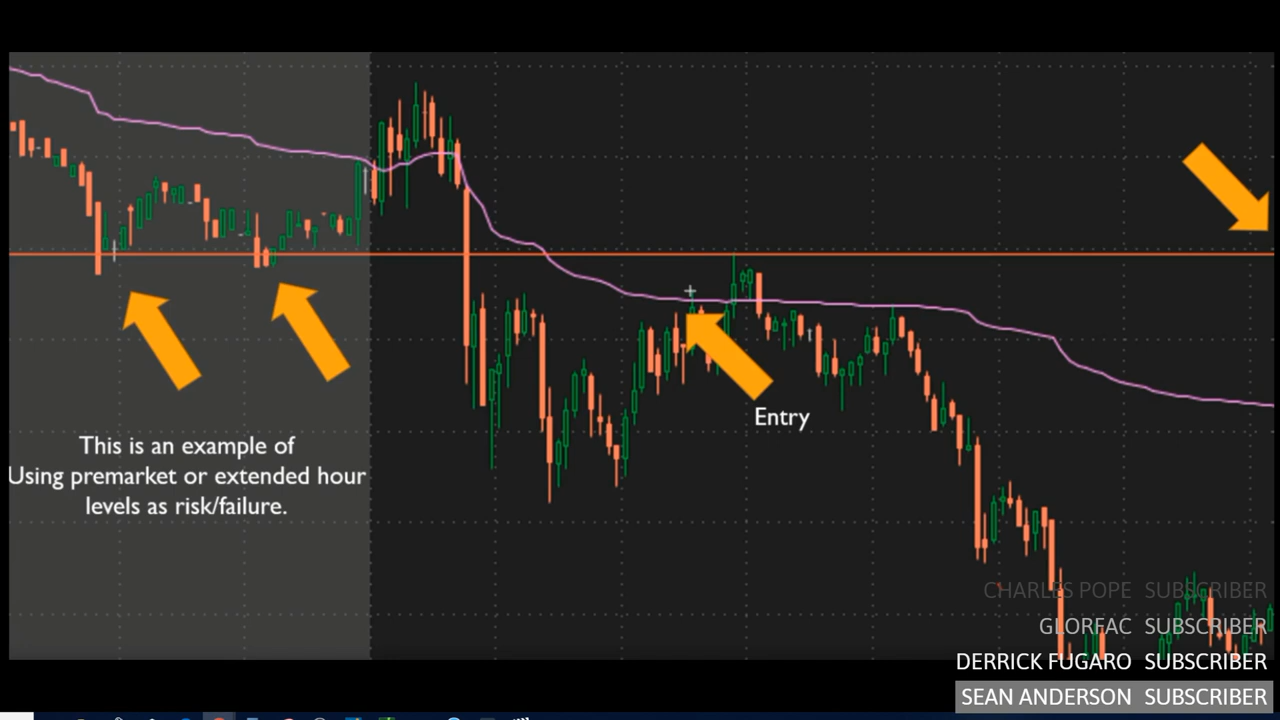 Entry
This is an example of
Using premarket or extended hour
levels as risk/failure.
CHARLES POPE SUBSCRIBER
GLORFAC SUBSCRIBER
DERRICK FUGARO SUBSCRIBER
SEAN ANDERSON SUBSCRIBER